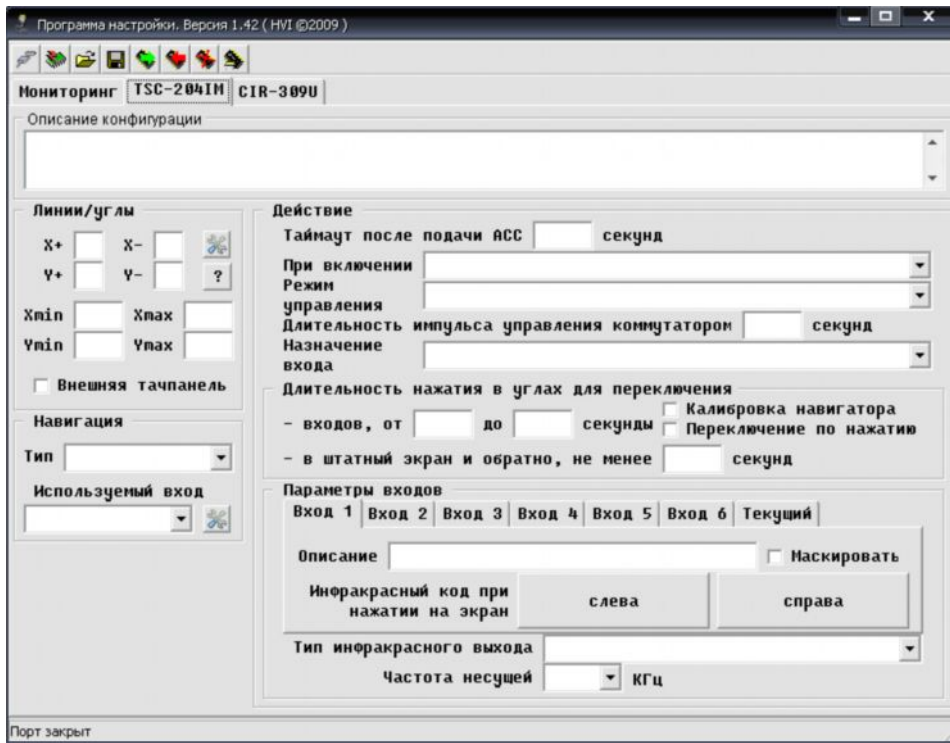 Программа настройки. Версия 1.42 ( HVI ©2009 )
Мониторинг TSC-204IM CIR-309U
Описание конфигурации
Линии/углы
X+ X-
Y+ Y- ?
Xmin Xmax
Ymin Ymax
Внешняя тачпанель
Навигация
Тип
Используемый вход
Действие
Таймаут после подачи ACC секунд
При включении
Режим
управления
Длительность импульса управления коммутатором секунд
Назначение
входа
Длительность нажатия в углах для переключения
- входов, от до секунды
Калибровка навигатора
Переключение по нажатию
- в штатный экран и обратно, не менее секунд
Параметры входов
Вход 1 Вход 2 Вход 3 Вход 4 Вход 5 Вход 6 Текущий
Описание Маскировать
Инфракрасный код при
нажатии на экран
слева справа
Тип инфракрасного выхода
Частота несущей КГц
Порт закрыт